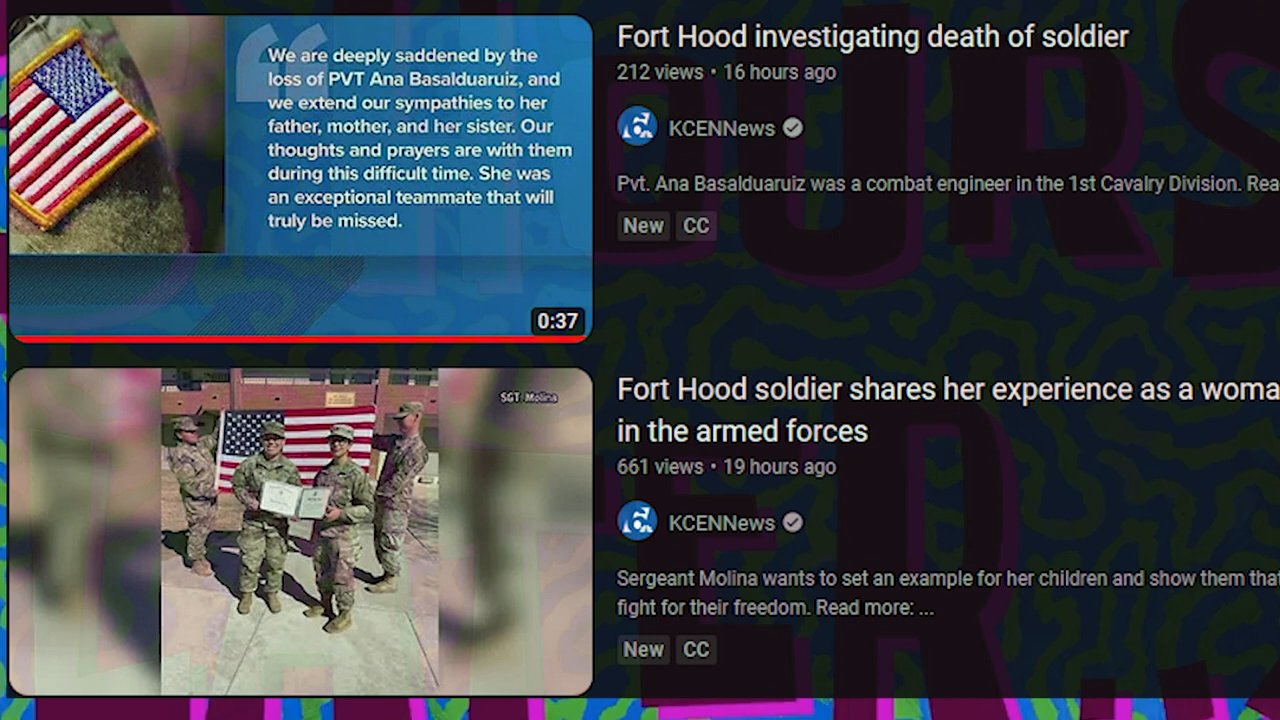 We are deeply saddened by the
loss of PVT Ana Basalduaruiz, and
we extend our sympathies to her
father, mother, and her sister. Our
thoughts and prayers are with them
during this difficult time. She was
an exceptional teammate that will
truly be missed.
0:37
Fort Hood investigating death of soldier
212 views • 16 hours ago
KCENNews
Pvt. Ana Basalduaruiz was a combat engineer in the 1st Cavalry Division. Rea
New CC
SGT. Molina
Fort Hood soldier shares her experience as a woma
in the armed forces
661 views • 19 hours ago
KCENNews
Sergeant Molina wants to set an example for her children and show them that
fight for their freedom. Read more: ...
New CC